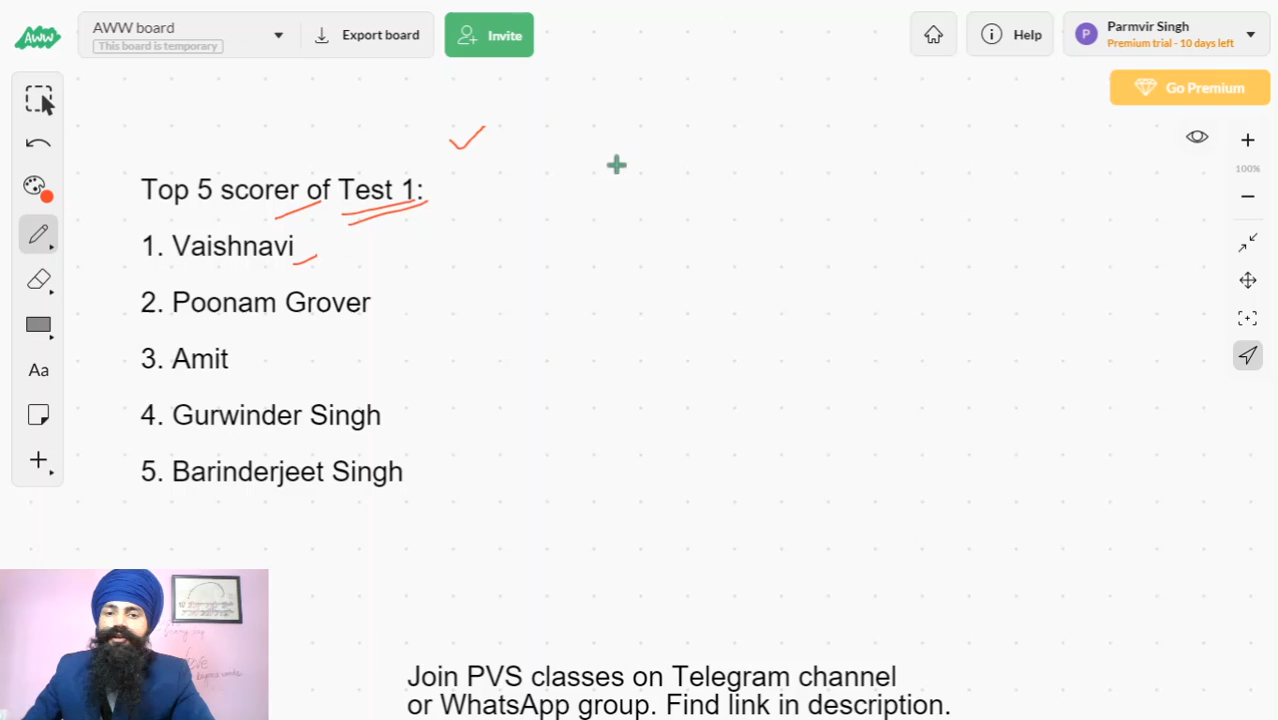 AWW
AWW board
This board is temporary
Export board
Invite
Help
P
Parmvir Singh
Premium trial - 10 days left
Go Premium
100%
Aa
Top 5 scorer of Test 1:
1. Vaishnavi
2. Poonam Grover
3. Amit
4. Gurwinder Singh
5. Barinderjeet Singh
Join PVS classes on Telegram channel
or WhatsApp group. Find link in description.